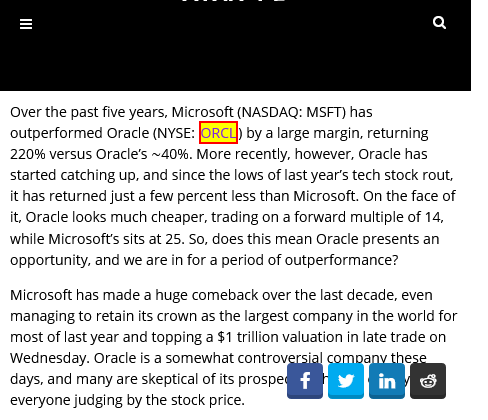 Over the past five years, Microsoft (NASDAQ: MSFT) has
outperformed Oracle (NYSE: ORCL) by a large margin, returning
220% versus Oracle's ~40%. More recently, however, Oracle has
started catching up, and since the lows of last year's tech stock rout,
it has returned just a few percent less than Microsoft. On the face of
it, Oracle looks much cheaper, trading on a forward multiple of 14,
while Microsoft's sits at 25. So, does this mean Oracle presents an
opportunity, and we are in for a period of outperformance?
Microsoft has made a huge comeback over the last decade, even
managing to retain its crown as the largest company in the world for
most of last year and topping a $1 trillion valuation in late trade on
Wednesday. Oracle is a somewhat controversial company these
days, and many are skeptical of its
everyone judging by the stock price.